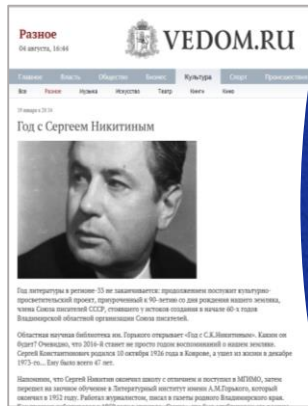 Разное
04 августа, 16:44
VEDOM.RU
Главное Власть Общество Бизнес Культура Спорт Происшествия
Все Разное Музыка Искусство Театр Книги Кино
19 января в 20:34
Год с Сергеем Никитиным
Год литературы в регионе-33 не заканчивается: продолжением послужит культурно-
просветительский проект, приуроченный к 90-летию со дня рождения нашего земляка,
члена Союза писателей СССР, стоявшего у истоков создания в начале 60-х годов
Владимирской областной организации Союза писателей.
Областная научная библиотека им. Горького открывает «Год с С.К.Никитиным». Каким он
будет? Очевидно, что 2016-й станет не просто годом воспоминаний о нашем земляке.
Сергей Константинович родился 10 октября 1926 года в Коврове, а ушел из жизни в декабре
1973-го... Ему было всего 47 лет.
Напомним, что Сергей Никитин окончил школу с отличием и поступил в МГИМО, затем
перешел на заочное обучение в Литературный институт имени А.М.Горького, который
окончил в 1952 году. Работал журналистом, писал в газеты родного Владимирского края.